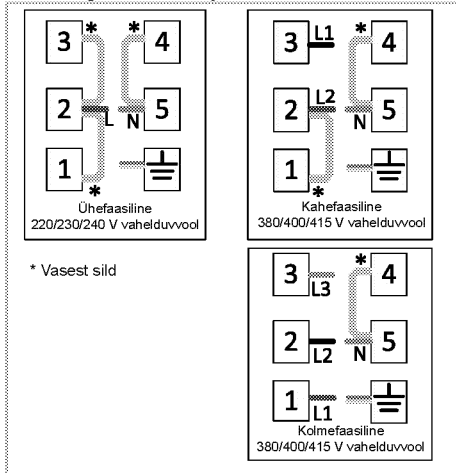 * *
3 4
2 L N 5
1
*
Ühefaasiline
220/230/240 V vahelduvvool
L1 *
3 4
L2
2 N 5
1
*
Kahefaasiline
380/400/415 V vahelduvvool
* Vasest sild
*
3 L3 4
2 L2 N 5
1 L1
Kolmefaasiline
380/400/415 V vahelduvvool